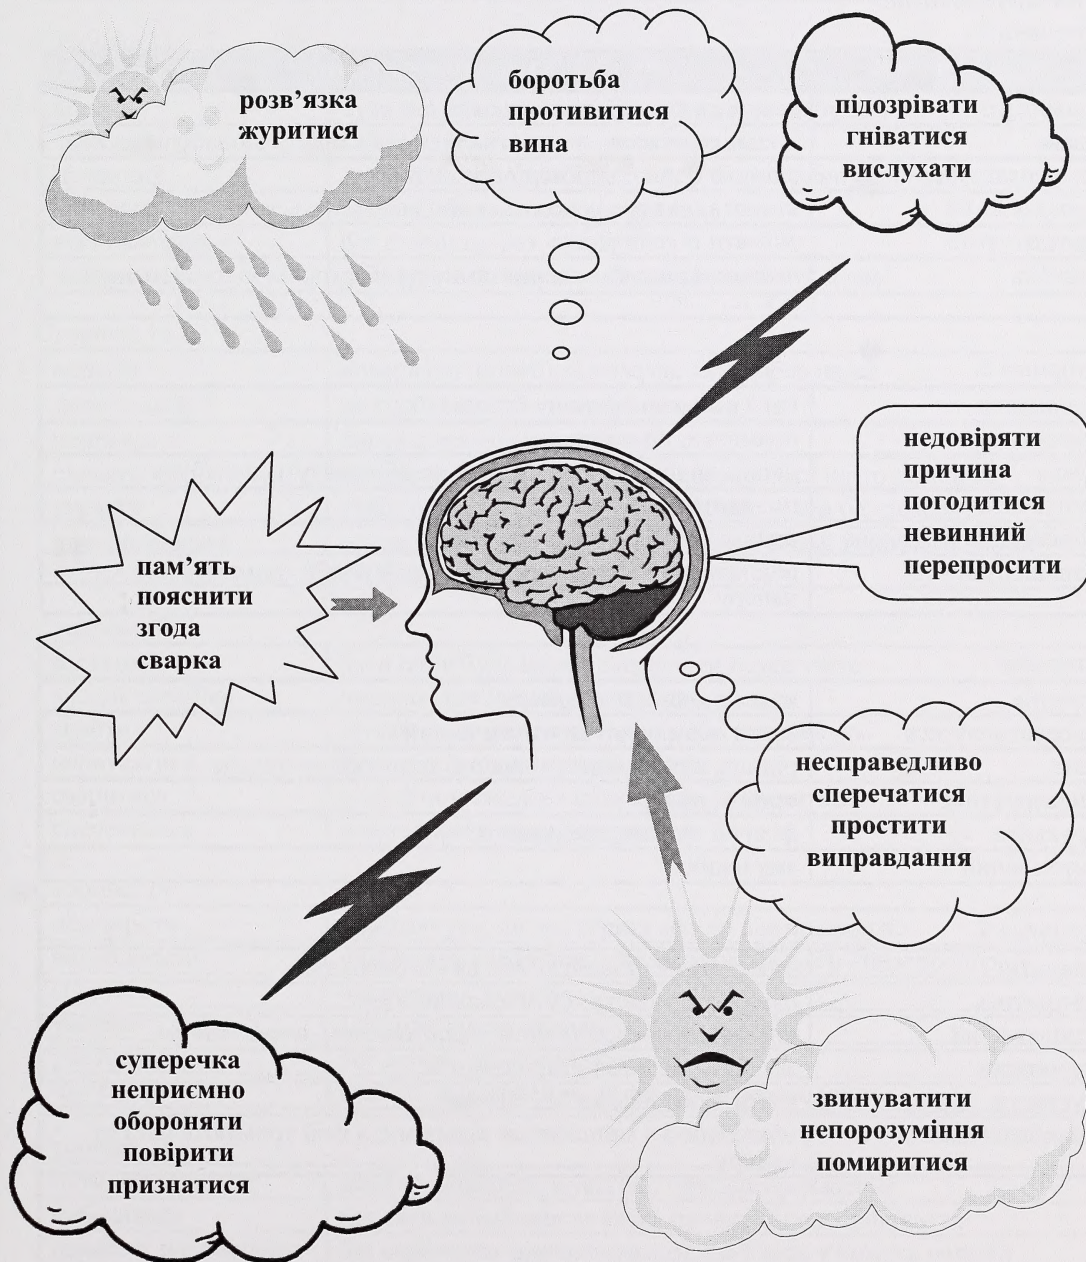 розв’язка
журитися
боротьба
противитися
вина
підозрівати
гніватися
вислухати
недовіряти
причина
погодитися
невинний
перепросити
пам’ять
пояснити
згода
сварка
несправедливо
сперечатися
простити
виправдання
суперечка
неприємно
обороняти
повірити
признатися
звинуватити
непорозуміння
помиритися